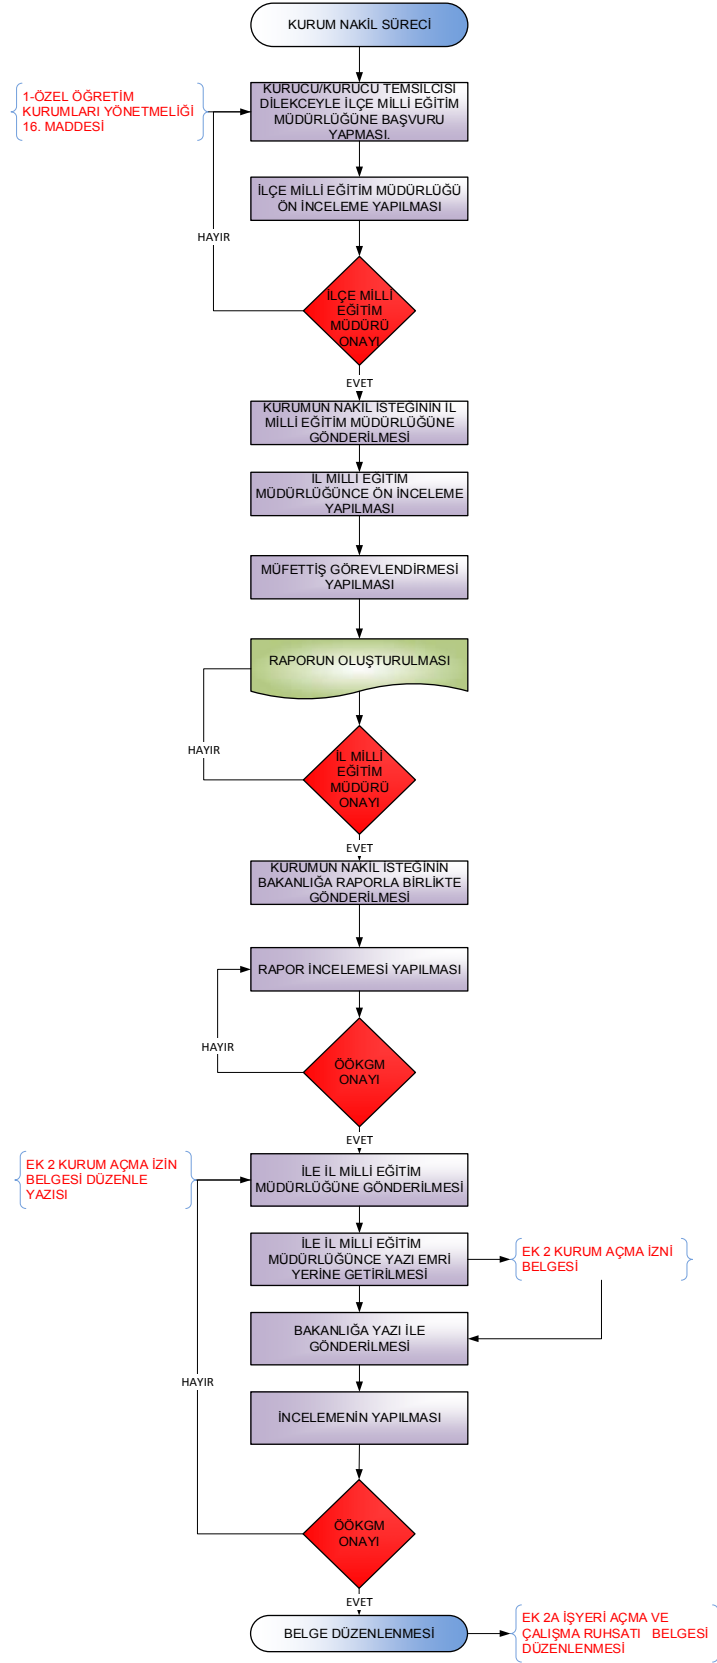 KURUM NAKİL SÜRECİ
1-ÖZEL ÖĞRETİM
KURUMLARI YÖNETMELİĞİ
16. MADDESİ
KURUCU/KURUCU TEMSİLCİSİ
DİLEKCEYLE İLÇE MİLLİ EĞİTİM
MÜDÜRLÜĞÜNE BAŞVURU
YAPMASI.
İLÇE MİLLİ EĞİTİM MÜDÜRLÜĞÜ
ÖN İNCELEME YAPILMASI
HAYIR
İLÇE MİLLİ
EĞİTİM
MÜDÜRÜ
ONAYI
EVET
KURUMUN NAKİL İSTEĞİNİN İL
MİLLİ EĞİTİM MÜDÜRLÜĞÜNE
GÖNDERİLMESİ
İL MİLLİ EĞİTİM
MÜDÜRLÜĞÜNCE ÖN İNCELEME
YAPILMASI
MÜFETTİŞ GÖREVLENDİRMESİ
YAPILMASI
RAPORUN OLUŞTURULMASI
HAYIR
İL MİLLİ
EĞİTİM
MÜDÜRÜ
ONAYI
EVET
KURUMUN NAKİL İSTEĞİNİN
BAKANLIĞA RAPORLA BİRLİKTE
GÖNDERİLMESİ
RAPOR İNCELEMESİ YAPILMASI
HAYIR
ÖÖKGM
ONAYI
EVET
EK 2 KURUM AÇMA İZİN
BELGESİ DÜZENLE
YAZISI
İLE İL MİLLİ EĞİTİM
MÜDÜRLÜĞÜNE GÖNDERİLMESİ
İLE İL MİLLİ EĞİTİM
MÜDÜRLÜĞÜNCE YAZI EMRİ
YERİNE GETİRİLMESİ
EK 2 KURUM AÇMA İZNİ
BELGESİ
BAKANLIĞA YAZI İLE
GÖNDERİLMESİ
HAYIR
İNCELEMENİN YAPILMASI
ÖÖKGM
ONAYI
EVET
BELGE DÜZENLENMESİ
EK 2A İŞYERİ AÇMA VE
ÇALIŞMA RUHSATI BELGESİ
DÜZENLENMESİ